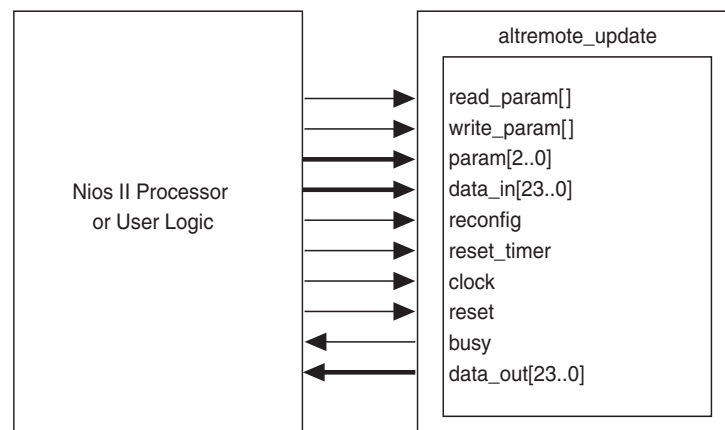 altremote_update
Nios II Processor
or User Logic
read_param[]
write_param[]
param[2..0]
data_in[23..0]
reconfig
reset_timer
clock
reset
busy
data_out[23..0]